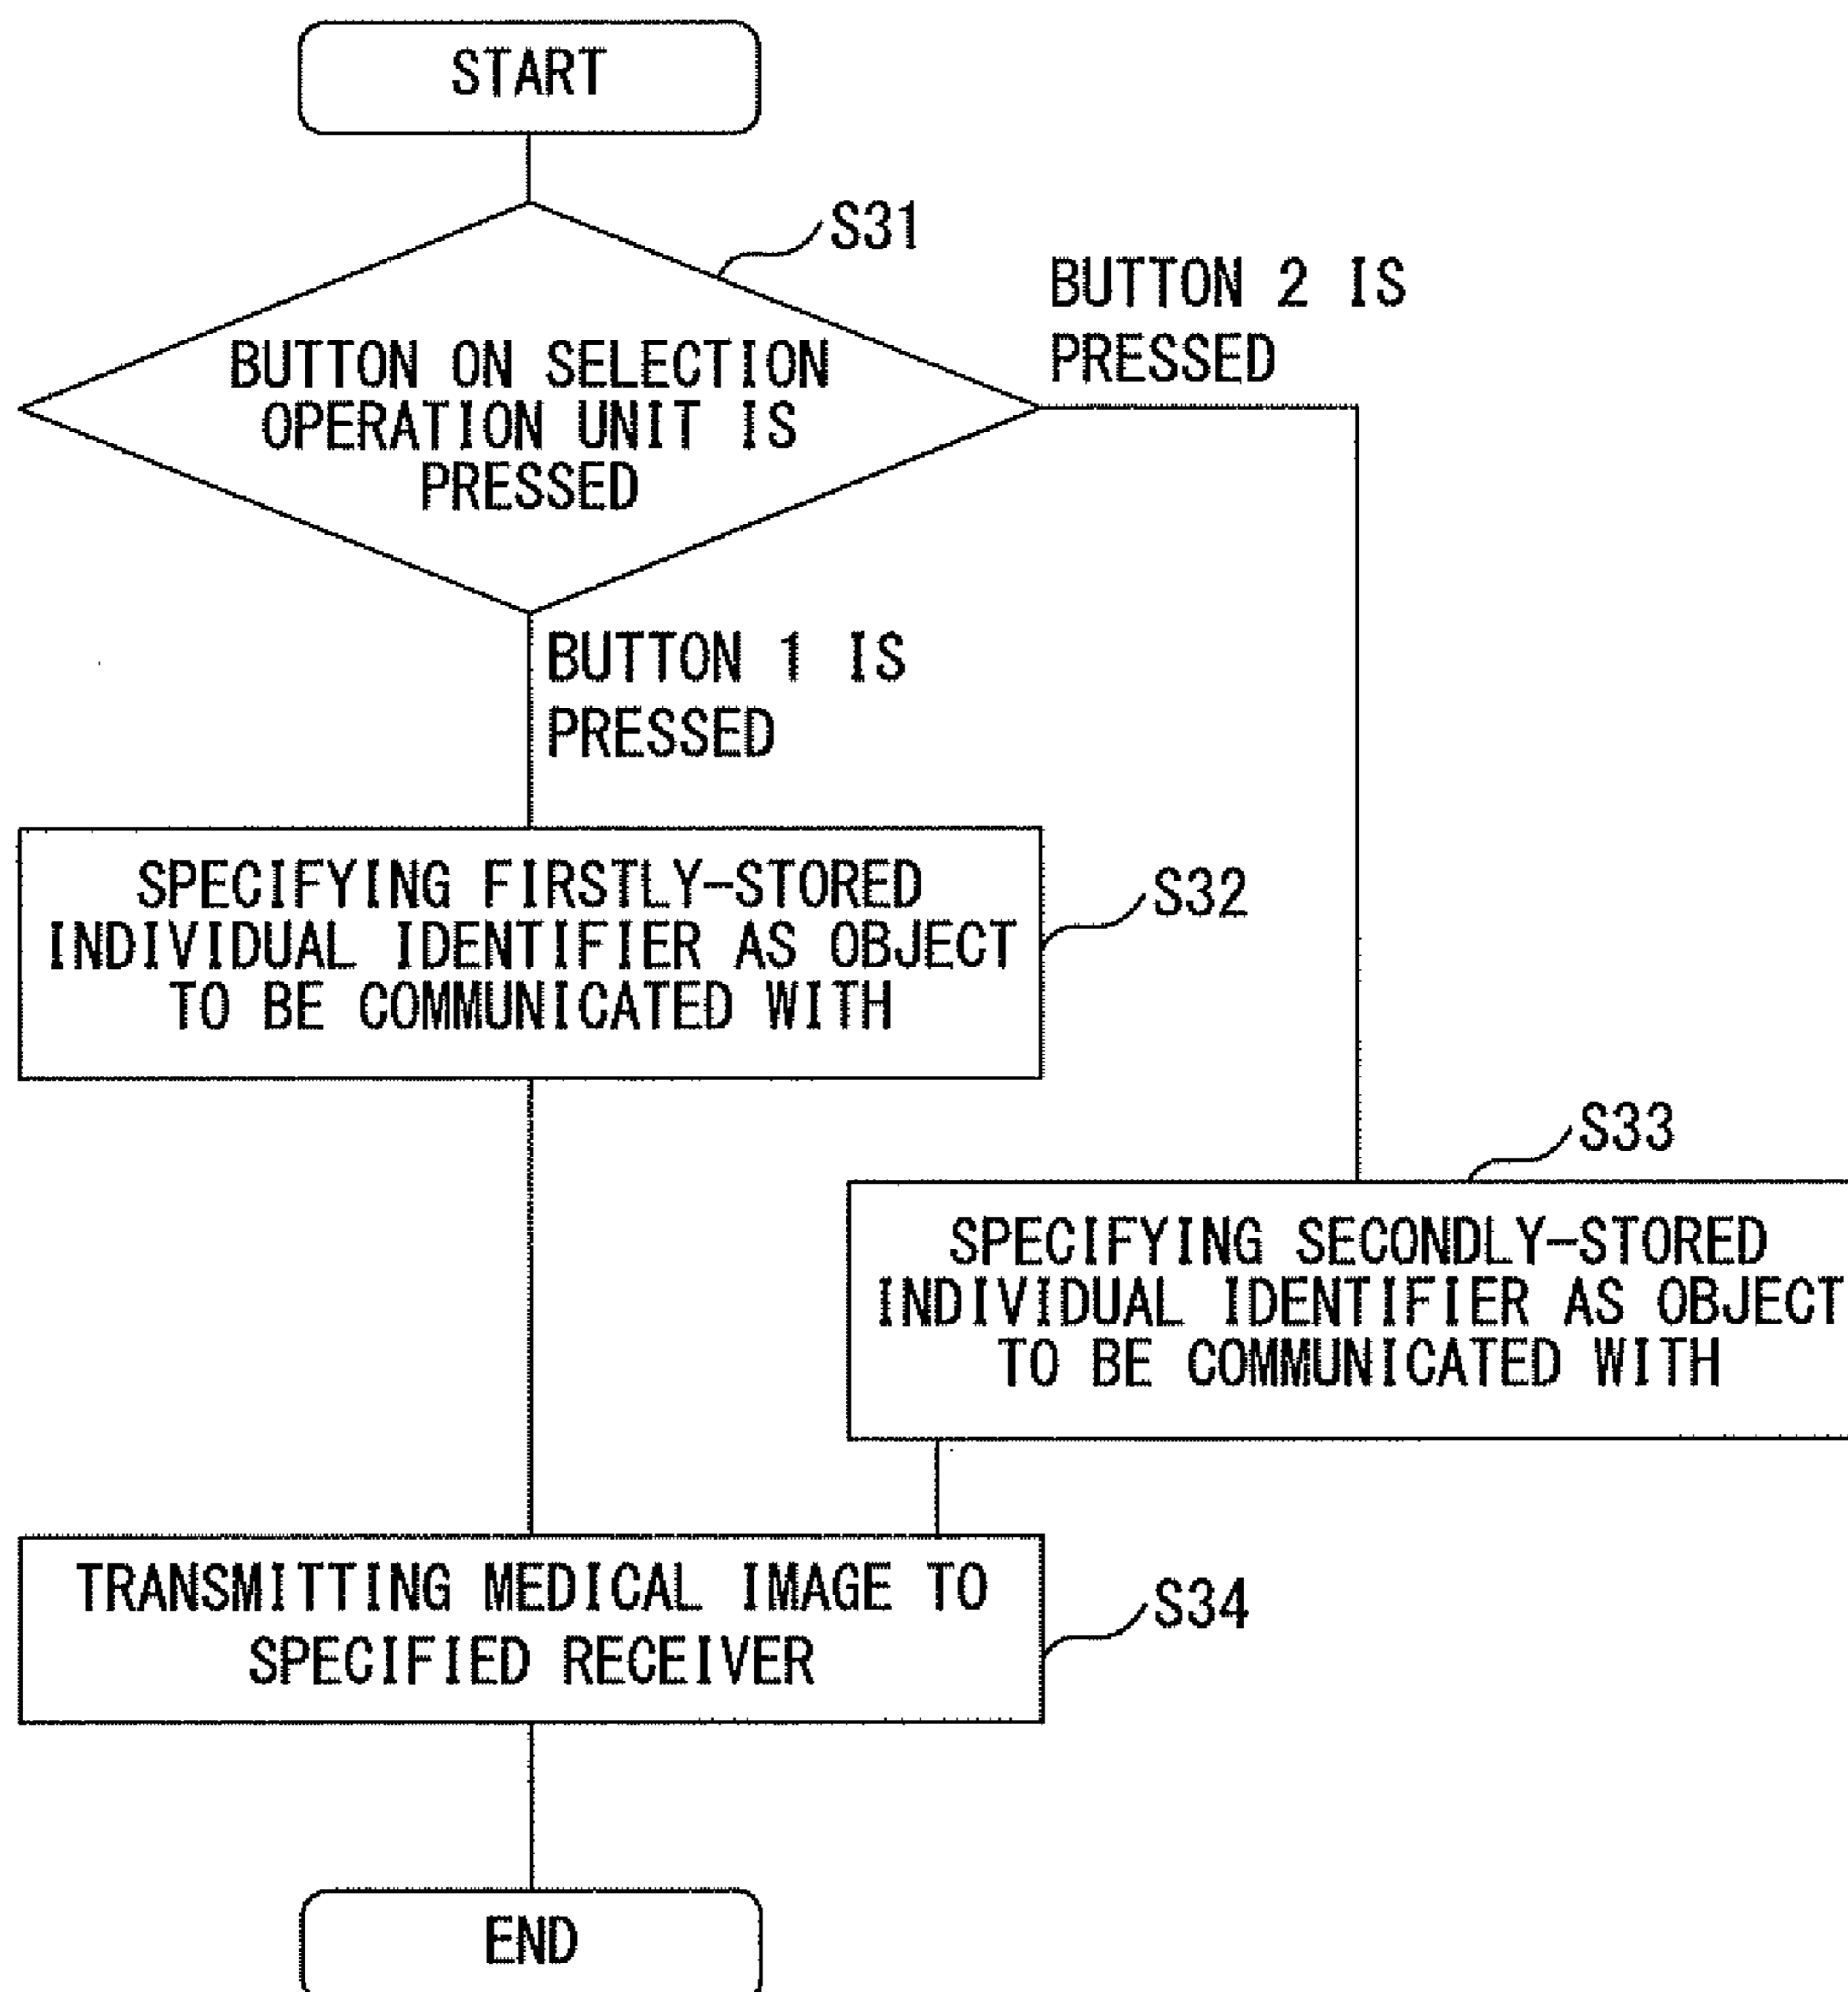 START
S31
BUTTON 2 IS
PRESSED
BUTTON ON SELECTION
OPERATION UNIT IS
PRESSED
BUTTON 1 IS
PRESSED
SPECIFYING FIRSTLY-STORED
INDIVIDUAL IDENTIFIER AS OBJECT
TO BE COMMUNICATED WITH
S32
S33
SPECIFYING SECONDLY-STORED
INDIVIDUAL IDENTIFIER AS OBJECT
TO BE COMMUNICATED WITH
TRANSMITTING MEDICAL IMAGE TO
SPECIFIED RECEIVER
S34
END